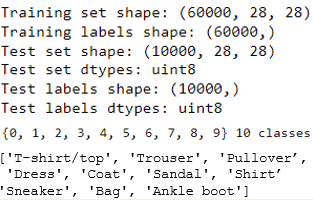 Training set shape: (60000, 28, 28)
Training labels shape: (60000,)
Test set shape: (10000, 28, 28)
Test set dtypes: uint8
Test labels shape: (10000,)
Test labels dtypes: uint8
{0, 1, 2, 3, 4, 5, 6, 7, 8, 9} 10 classes
['T-shirt/top', 'Trouser', 'Pullover’,
'Dress', 'Coat', 'Sandal', 'Shirt’
'Sneaker', 'Bag', 'Ankle boot']